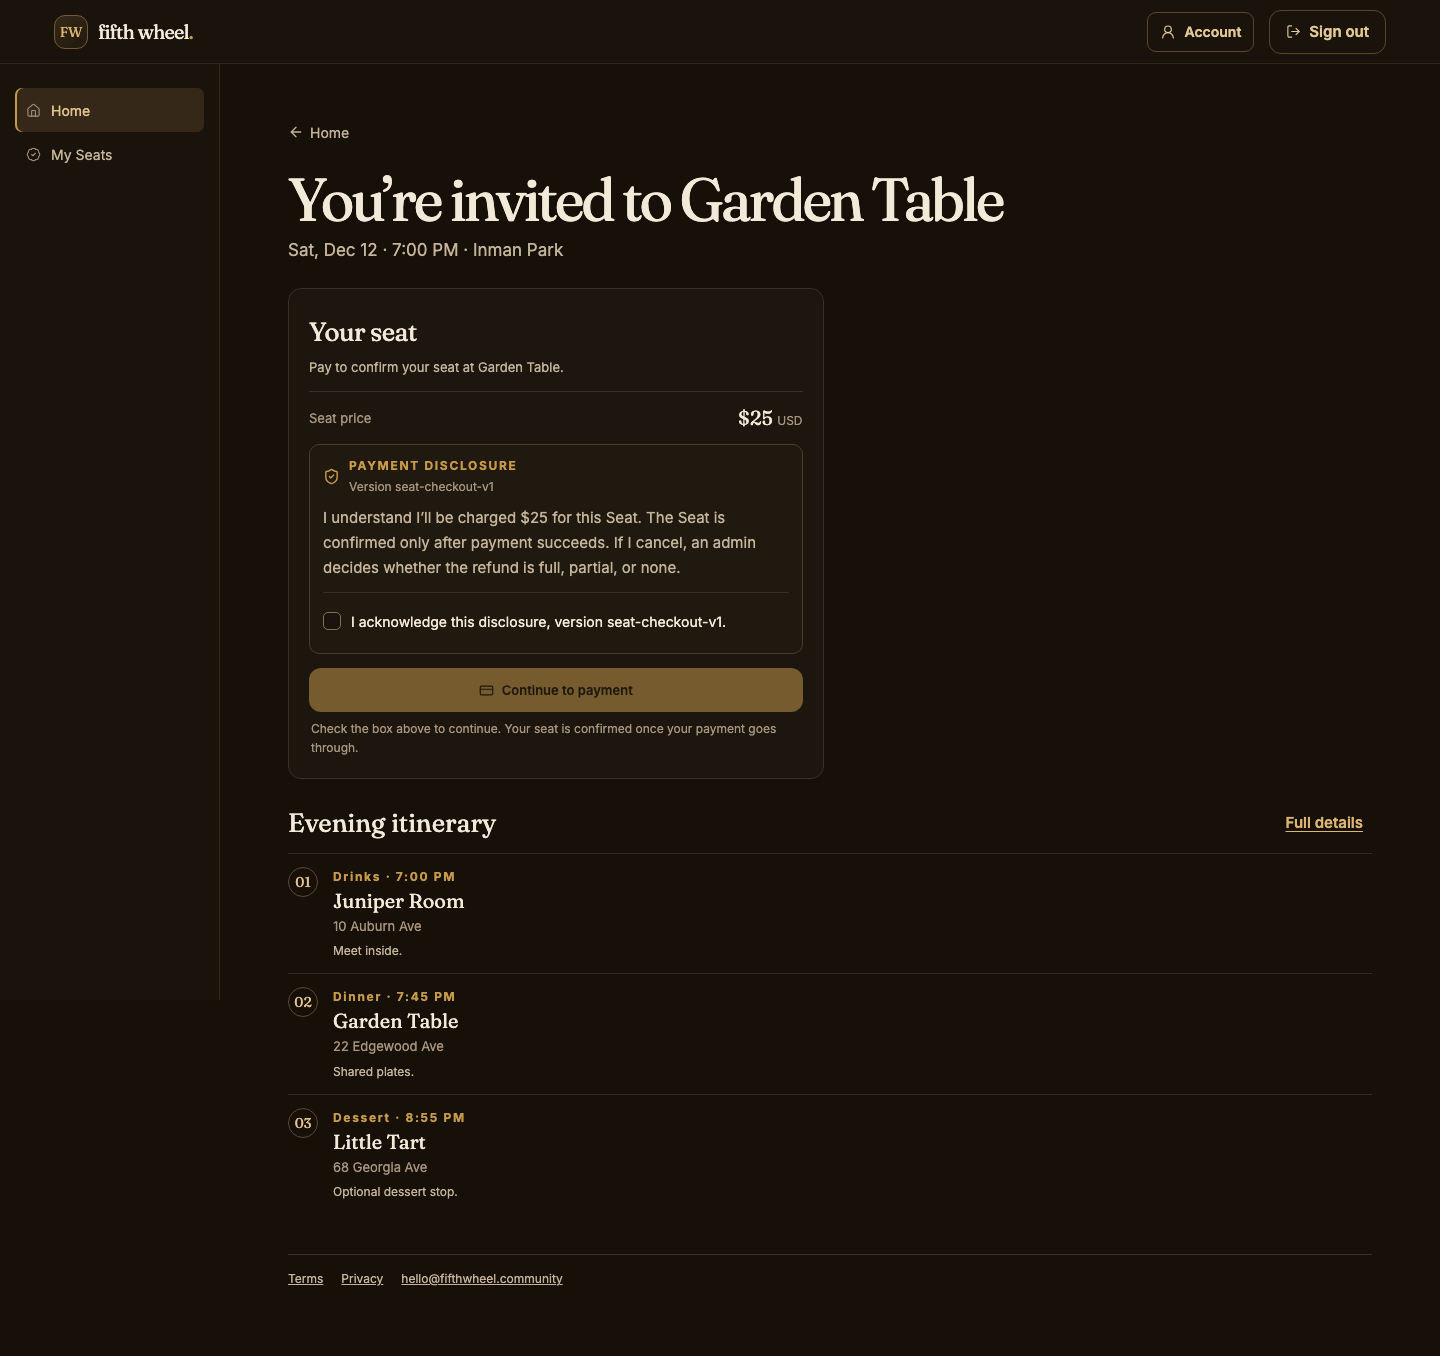 FW fifth wheel.
Account
Sign out
Home
My Seats
Home
You’re invited to Garden Table
Sat, Dec 12 · 7:00 PM · Inman Park
Your seat
Pay to confirm your seat at Garden Table.
Seat price
$25 USD
PAYMENT DISCLOSURE
Version seat-checkout-v1
I understand I’ll be charged $25 for this Seat. The Seat is
confirmed only after payment succeeds. If I cancel, an admin
decides whether the refund is full, partial, or none.
I acknowledge this disclosure, version seat-checkout-v1.
Continue to payment
Check the box above to continue. Your seat is confirmed once your payment goes
through.
Evening itinerary
Full details
01
Drinks · 7:00 PM
Juniper Room
10 Auburn Ave
Meet inside.
02
Dinner · 7:45 PM
Garden Table
22 Edgewood Ave
Shared plates.
03
Dessert · 8:55 PM
Little Tart
68 Georgia Ave
Optional dessert stop.
Terms
Privacy
hello@fifthwheel.community